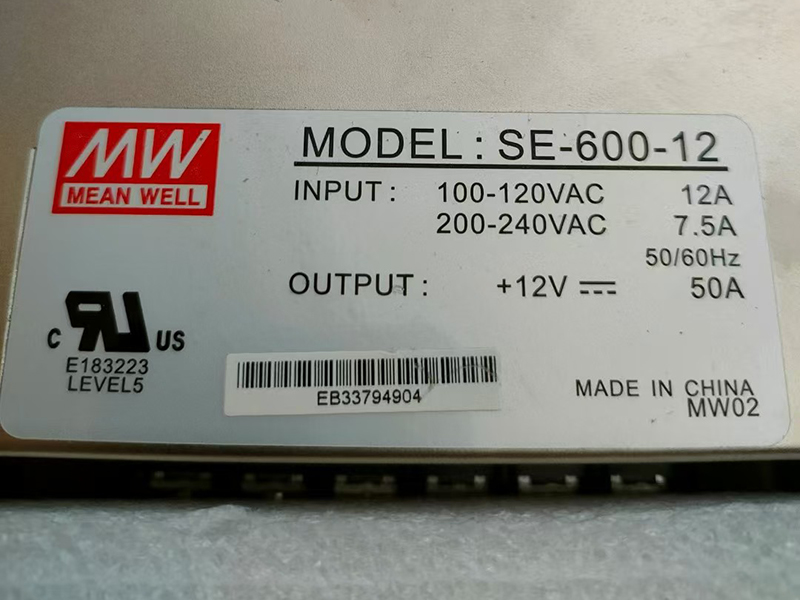 MW
MEAN WELL
MODEL : SE-600-12
INPUT : 100-120VAC 12A
200-240VAC 7.5A
50/60Hz
OUTPUT : +12V 50A
C RU US
E183223
LEVEL5
EB33794904
MADE IN CHINA
MW02